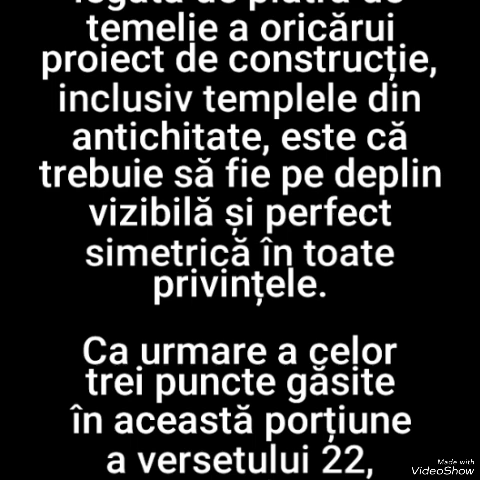 de piatră de
temelie a oricărui
proiect de construcție,
inclusiv templele din
antichitate, este că
trebuie să fie pe deplin
vizibilă și perfect
simetrică în toate
privințele.
Ca urmare a celor
trei puncte găsite
în această porțiune
a versetului 22,
Made with
VideoShow